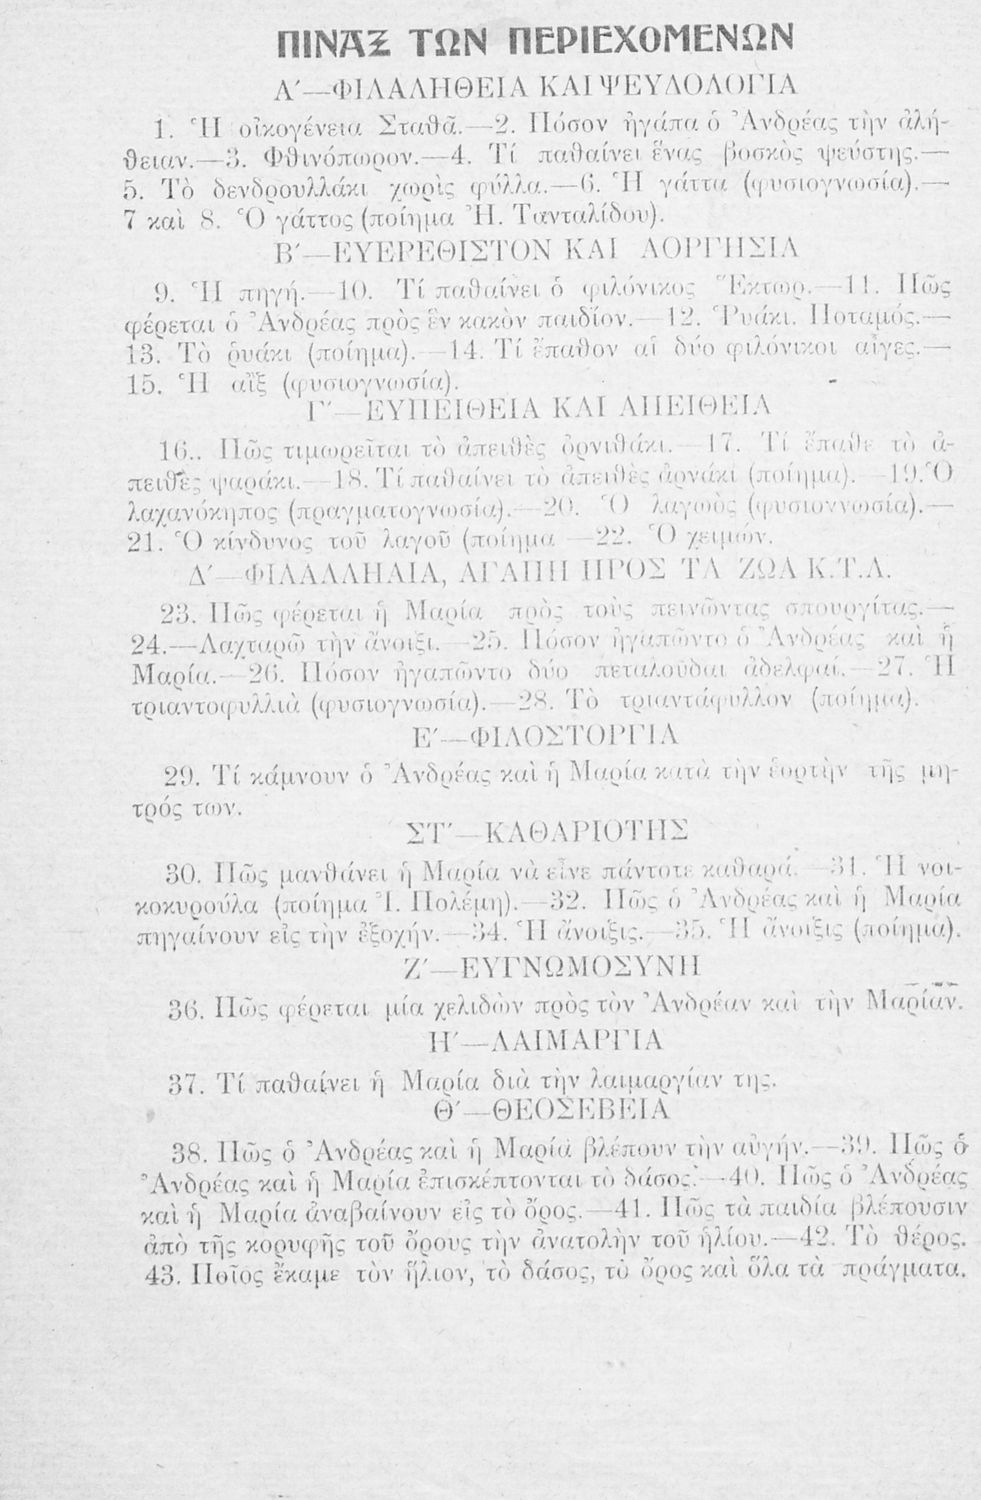 ΠΙΝΑΞ ΤΩΝ ΠΕΡΙΕΧΟΜΕΝΩΝ
Α΄—ΦΙΛΑΛΗΘΕΙΑ ΚΑΙ ΨΕΥΔΟΛΟΓΙΑ
1. Ἡ οἰκογένεια Σταθᾶ.—2. Πόσον ἠγάπα ὁ Ἀνδρέας τὴν ἀλή-
θειαν.—3. Φθινόπωρον.—4. Τί παθαίνει ἕνας βοσκὸς ψεύστης.—
5. Τὸ δενδρουλλάκι χωρὶς φύλλα.—6. Ἡ γάττα (φυσιογνωσία).—
7 καὶ 8. Ὁ γάττος (ποίημα Ἠ. Τανταλίδου).
Β΄—ΕΥΕΡΕΘΙΣΤΟΝ ΚΑΙ ΑΟΡΓΗΣΙΑ
9. Ἡ πηγή.—10. Τί παθαίνει ὁ φιλόνικος Ἕκτωρ.—11. Πῶς
φέρεται ὁ Ἀνδρέας πρὸς ἓν κακὸν παιδίον.—12. Ῥυάκι. Ποταμός.—
13. Τὸ ῥυάκι (ποίημα).—14. Τί ἔπαθον αἱ δύο φιλόνικοι αἶγες.—
15. Ἡ αἲξ (φυσιογνωσία).
Γ΄—ΕΥΠΕΙΘΕΙΑ ΚΑΙ ΑΠΕΙΘΕΙΑ
16.. Πῶς τιμωρεῖται τὸ ἀπειθὲς ὀρνιθάκι.—17. Τί ἔπαθε τὸ ἀ-
πειθὲς ψαράκι.—18. Τί παθαίνει τὸ ἀπειθὲς ἀρνάκι (ποίημα).—19. Ὁ
λαχανόκηπος (πραγματογνωσία).—20. Ὁ λαγωὸς (φυσιογνωσία).—
21. Ὁ κίνδυνος τοῦ λαγοῦ (ποίημα —22. Ὁ χειμών.
Δ΄—ΦΙΛΑΛΛΗΛΙΑ, ΑΓΑΠΗ ΠΡΟΣ ΤΑ ΖΩΑ Κ.Τ.Λ.
23. Πῶς φέρεται ἡ Μαρία πρὸς τοὺς πεινῶντας σπουργίτας.—
24.—Λαχταρῶ τὴν ἄνοιξι.—25. Πόσον ἠγαπῶντο ὁ Ἀνδρέας καὶ ἡ
Μαρία.—26. Πόσον ἠγαπῶντο δύο πεταλοῦδαι ἀδελφαί.—27. Ἡ
τριαντοφυλλιὰ (φυσιογνωσία).—28. Τὸ τριαντάφυλλον (ποίημα).
Ε΄—ΦΙΛΟΣΤΟΡΓΙΑ
29. Τί κάμνουν ὁ Ἀνδρέας καὶ ἡ Μαρία κατὰ τὴν ἑορτὴν τῆς μη-
τρός των.
ΣΤ΄—ΚΑΘΑΡΙΟΤΗΣ
30. Πῶς μανθάνει ἡ Μαρία νὰ εἶνε πάντοτε καθαρά.—31. Ἡ νοι-
κοκυρούλα (ποίημα Ἰ. Πολέμη).—32. Πῶς ὁ Ἀνδρέας καὶ ἡ Μαρία
πηγαίνουν εἰς τὴν ἐξοχήν.—34. Ἡ ἄνοιξις.—35. Ἡ ἄνοιξις (ποίημα).
Ζ΄—ΕΥΓΝΩΜΟΣΥΝΗ
36. Πῶς φέρεται μία χελιδὼν πρὸς τὸν Ἀνδρέαν καὶ τὴν Μαρίαν.
Η΄—ΛΑΙΜΑΡΓΙΑ
37. Τί παθαίνει ἡ Μαρία διὰ τὴν λαιμαργίαν της.
Θ΄—ΘΕΟΣΕΒΕΙΑ
38. Πῶς ὁ Ἀνδρέας καὶ ἡ Μαρία βλέπουν τὴν αὐγήν.—39. Πῶς ὁ
Ἀνδρέας καὶ ἡ Μαρία ἐπισκέπτονται τὸ δάσος.—40. Πῶς ὁ Ἀνδρέας
καὶ ἡ Μαρία ἀναβαίνουν εἰς τὸ ὄρος.—41. Πῶς τὰ παιδία βλέπουσιν
ἀπὸ τῆς κορυφῆς τοῦ ὄρους τὴν ἀνατολὴν τοῦ ἡλίου.—42. Τὸ θέρος.
43. Ποῖος ἔκαμε τὸν ἥλιον, τὸ δάσος, τὸ ὄρος καὶ ὅλα τὰ πράγματα.